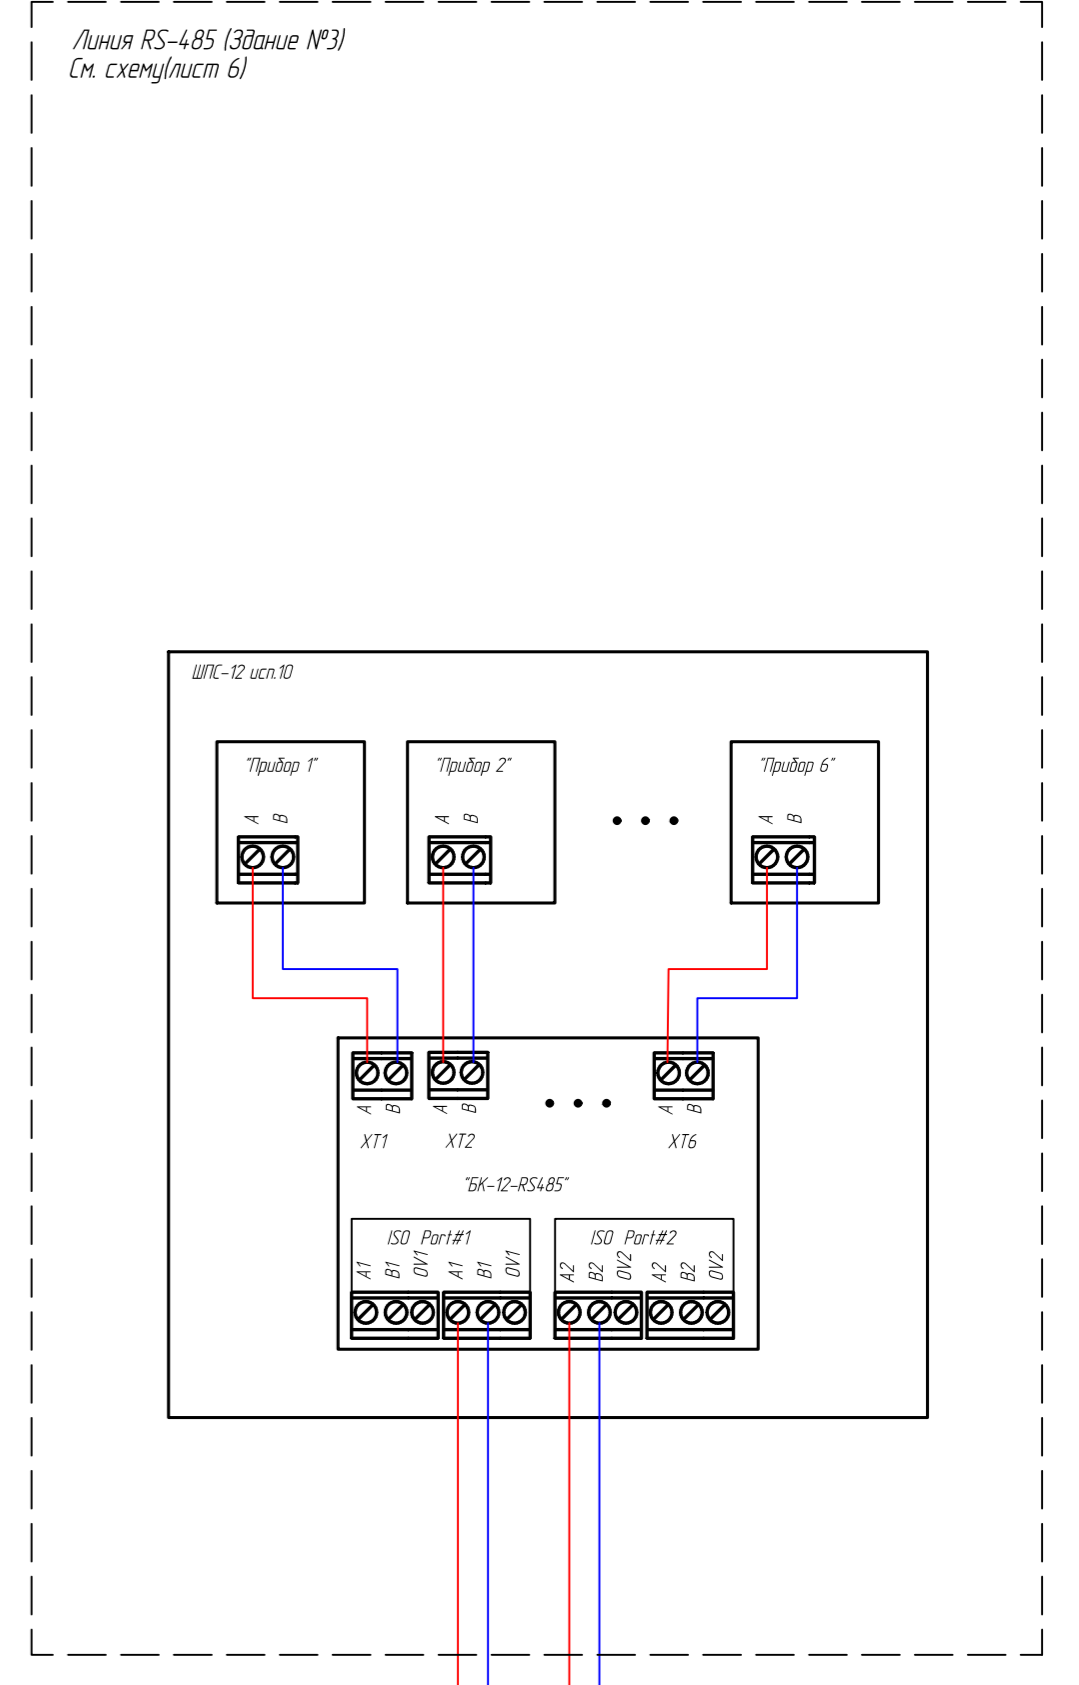 Линия RS-485 (Здание №3)
См. схему(лист 6)
ШПС-12 исп.10
"Прибор 1"
"Прибор 2"
"Прибор 6"
A B
A B
A B
A B
A B
A B
XT1
XT2
XT6
"БК-12-RS485"
ISO Port#1
ISO Port#2
A1 B1 0V1 A1 B1 0V1
A2 B2 0V2 A2 B2 0V2